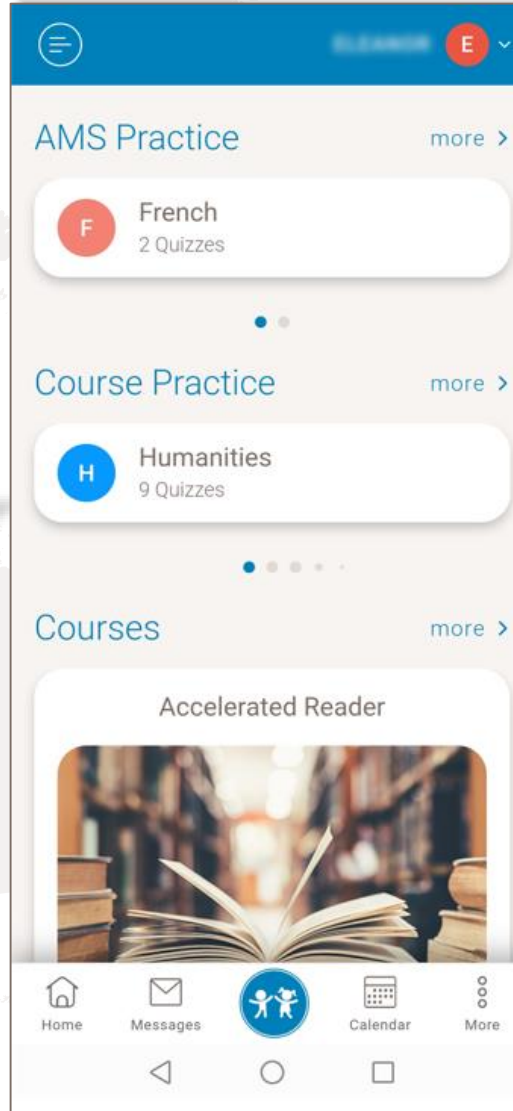 E
AMS Practice
more >
F
French
2 Quizzes
Course Practice
more >
H
Humanities
9 Quizzes
Courses
more >
Accelerated Reader
Home
Messages
Calendar
More